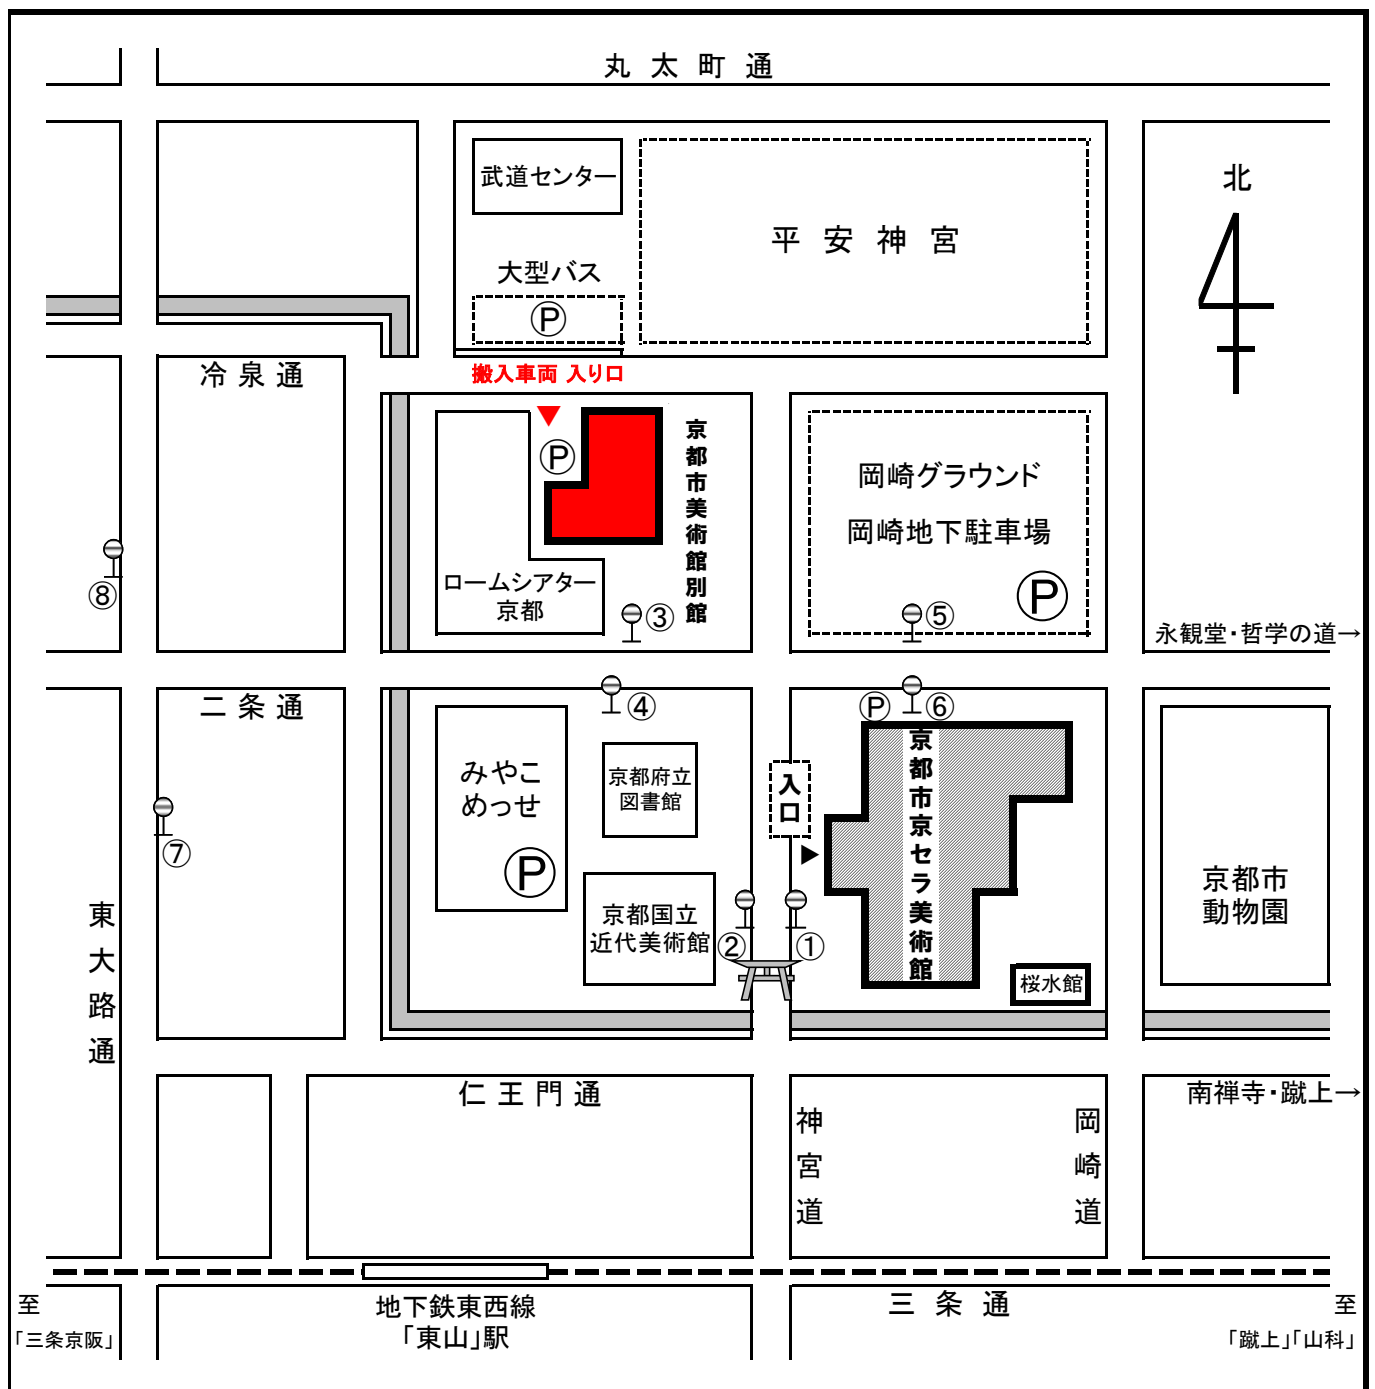 丸太町通
武道センター
北
平安神宮
大型バス
Ⓟ
冷泉通
搬入車両 入り口
京都市美術館別館
Ⓟ
岡崎グラウンド
岡崎地下駐車場
Ⓟ
⑧
ロームシアター
京都
③
⑤
永観堂・哲学の道→
二条通
④
Ⓟ
⑥
京都市京セラ美術館
みやこ
めっせ
Ⓟ
京都府立
図書館
入口
⑦
京都市
動物園
東大路通
京都国立
近代美術館
②
①
桜水館
仁王門通
南禅寺・蹴上→
神宮道
岡崎道
至
「三条京阪」
地下鉄東西線
「東山」駅
三条通
至
「蹴上」「山科」